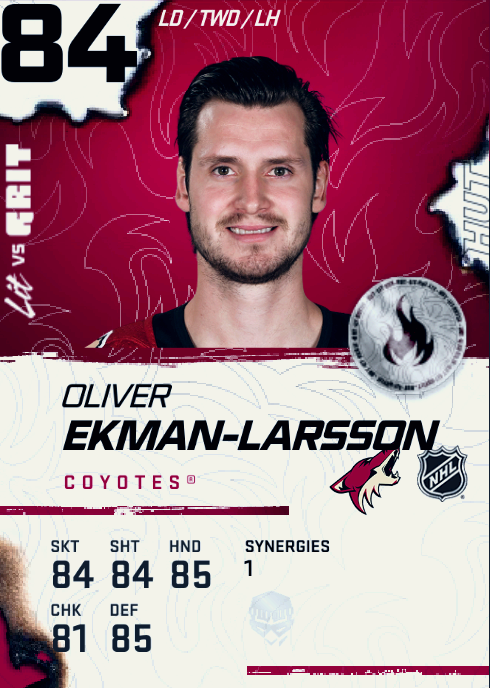 84
LD / TWD / LH
Lit vs GRIT
HUT
OLIVER
EKMAN-LARSSON
COYOTES®
NHL
SKT SHT HND
84 84 85
CHK DEF
81 85
SYNERGIES
1